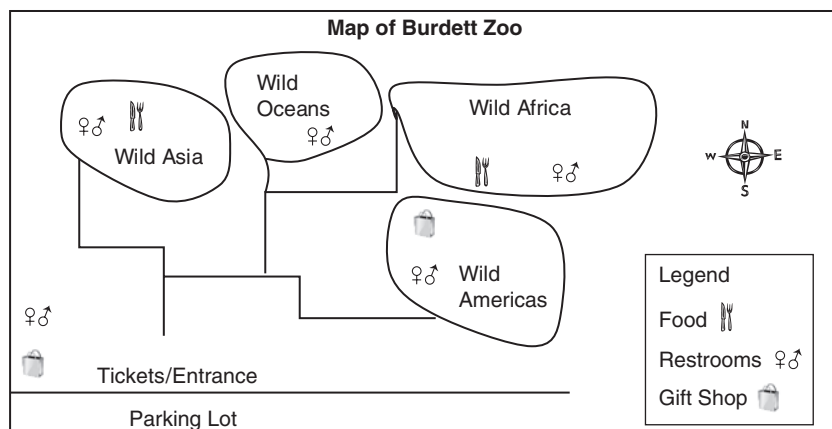 Map of Burdett Zoo
Wild
Oceans
Wild Africa
Wild Asia
N
W
E
S
Wild
Americas
Legend
Food
Restrooms
Gift Shop
Tickets/Entrance
Parking Lot